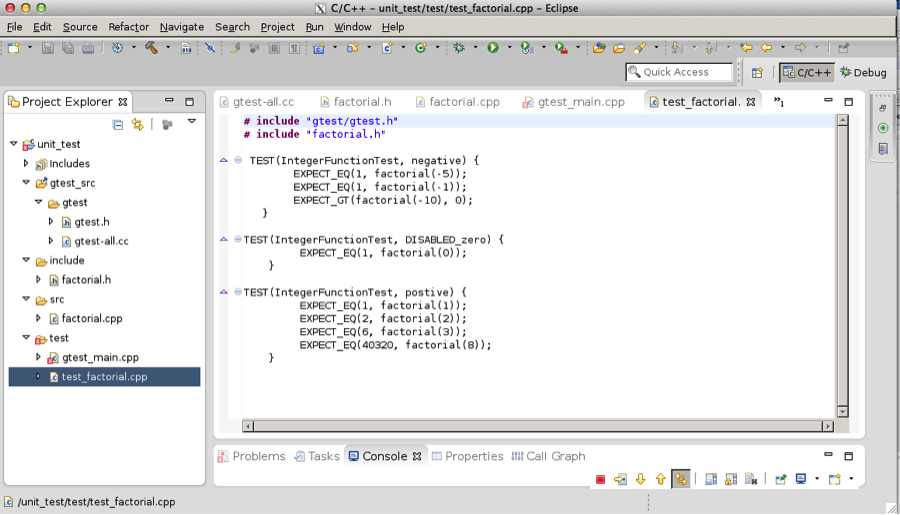 C/C++ - unit_test/test/test_factorial.cpp - Eclipse
File Edit Source Refactor Navigate Search Project Run Window Help
Quick Access
C/C++ Debug
Project Explorer
unit_test
Includes
gtest_src
gtest
gtest.h
gtest-all.cc
include
factorial.h
src
factorial.cpp
test
gtest_main.cpp
test_factorial.cpp
gtest-all.cc factorial.h factorial.cpp gtest_main.cpp test_factorial. »1
# include "gtest/gtest.h"
# include "factorial.h"
TEST(IntegerFunctionTest, negative) {
EXPECT_EQ(1, factorial(-5));
EXPECT_EQ(1, factorial(-1));
EXPECT_GT(factorial(-10), 0);
}
TEST(IntegerFunctionTest, DISABLED_zero) {
EXPECT_EQ(1, factorial(0));
}
TEST(IntegerFunctionTest, postive) {
EXPECT_EQ(1, factorial(1));
EXPECT_EQ(2, factorial(2));
EXPECT_EQ(6, factorial(3));
EXPECT_EQ(40320, factorial(8));
}
Problems Tasks Console Properties Call Graph
/unit_test/test/test_factorial.cpp